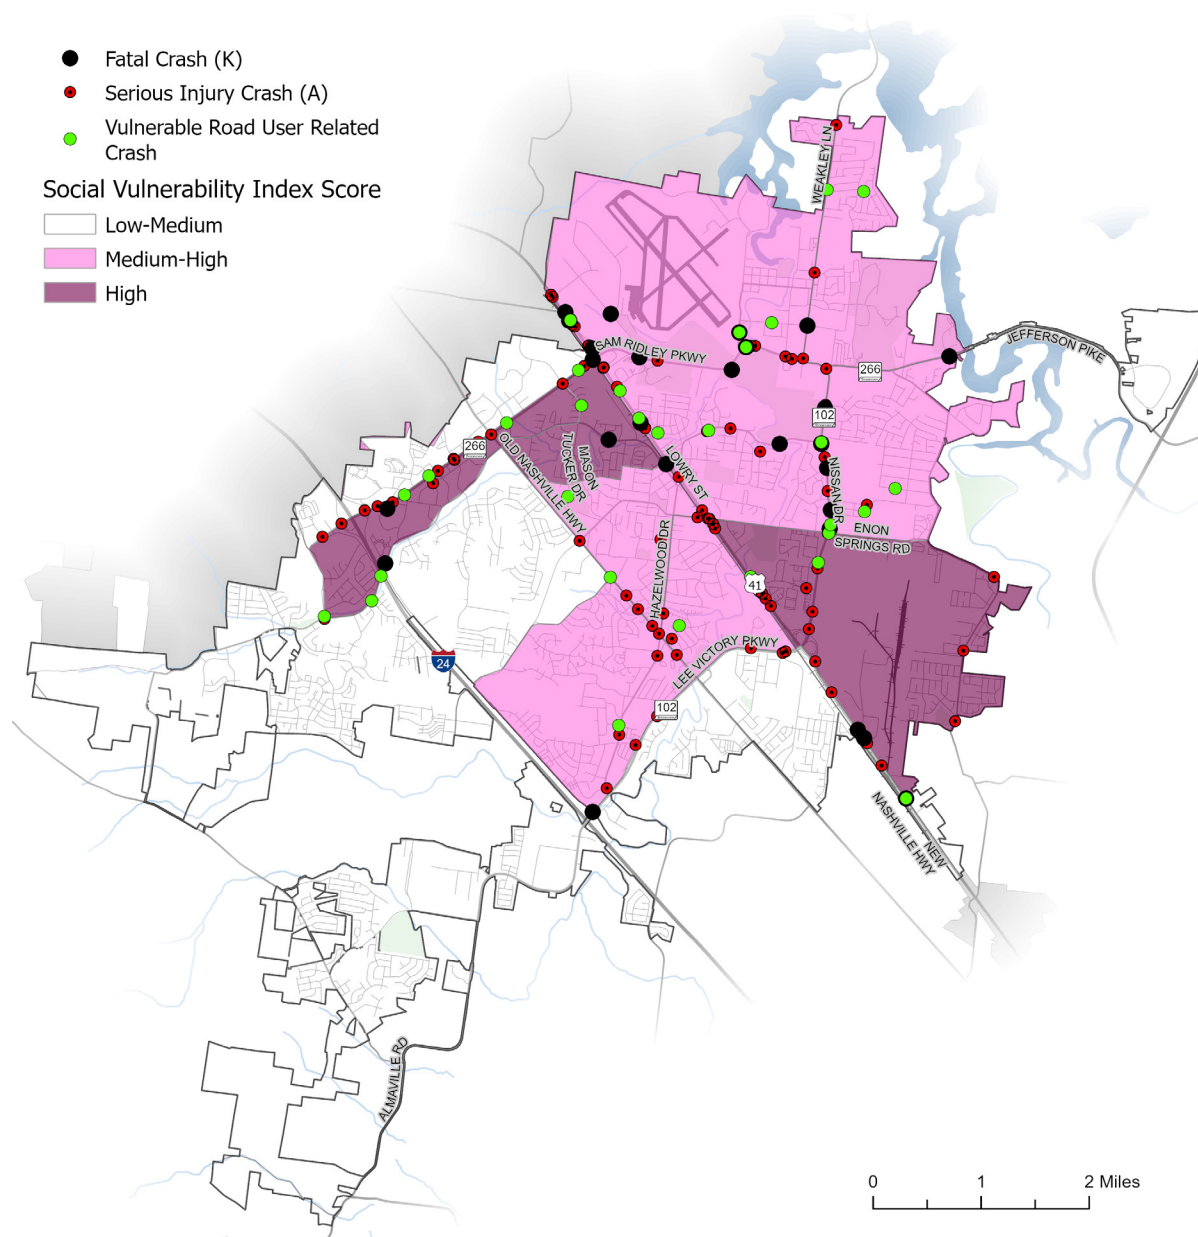 Fatal Crash (K)
Serious Injury Crash (A)
Vulnerable Road User Related
Crash
Social Vulnerability Index Score
Low-Medium
Medium-High
High
WEAKLEY LN
SAM RIDLEY PKWY
JEFFERSON PIKE
266
102
266
OLD NASHVILLE HWY
MASON
TUCKER DR
LOWRY ST
NISSAN DR
ENON
SPRINGS RD
HAZELWOOD DR
41
LEE VICTORY PKWY
24
102
NEW
NASHVILLE HWY
ALMAVILLE RD
0 1 2 Miles